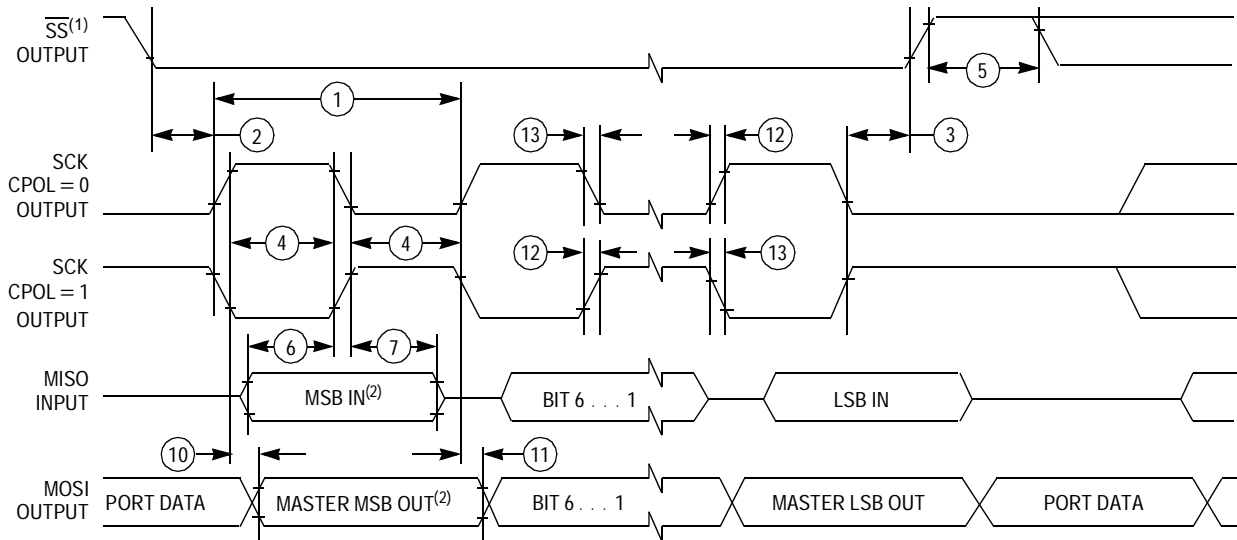 SS(1)
OUTPUT
5
1
2
13
12
3
SCK
CPOL = 0
OUTPUT
4
4
12
13
SCK
CPOL = 1
OUTPUT
6
7
MISO
INPUT
MSB IN(2)
BIT 6 . . . 1
LSB IN
10
11
MOSI
OUTPUT
PORT DATA
MASTER MSB OUT(2)
BIT 6 . . . 1
MASTER LSB OUT
PORT DATA